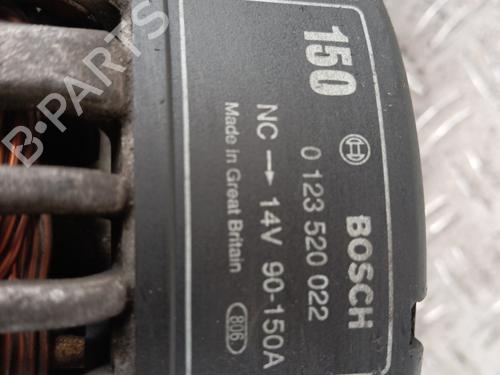 150
BOSCH
0 123 520 022
NC → 14V 90-150A
Made in Great Britain
806
B-PARTS